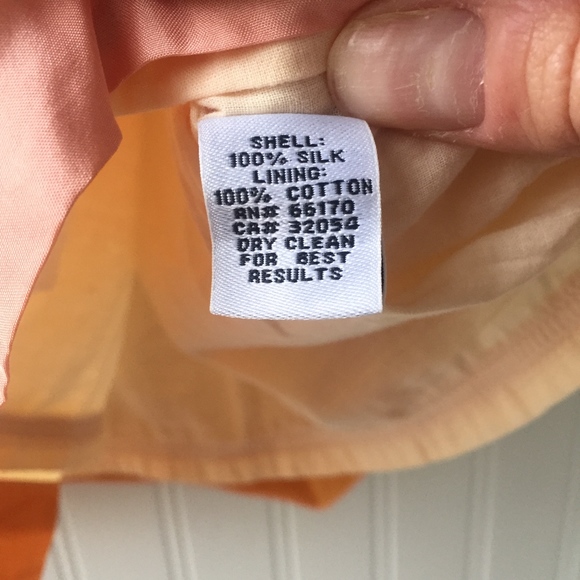 SHELL:
100% SILK
LINING:
100% COTTON
RN# 66170
CA# 32054
DRY CLEAN
FOR BEST
RESULTS